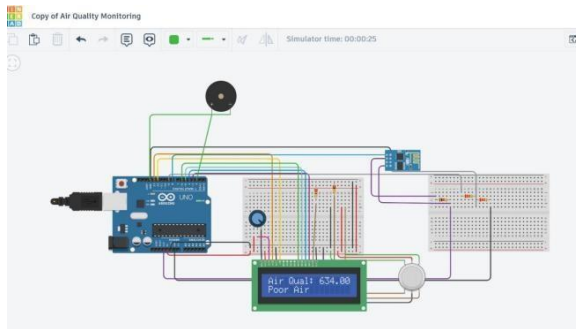 Copy of Air Quality Monitoring
Simulator time: 00:00:25
UNO
ARDUINO
Air Qual: 634.00
Poor Air